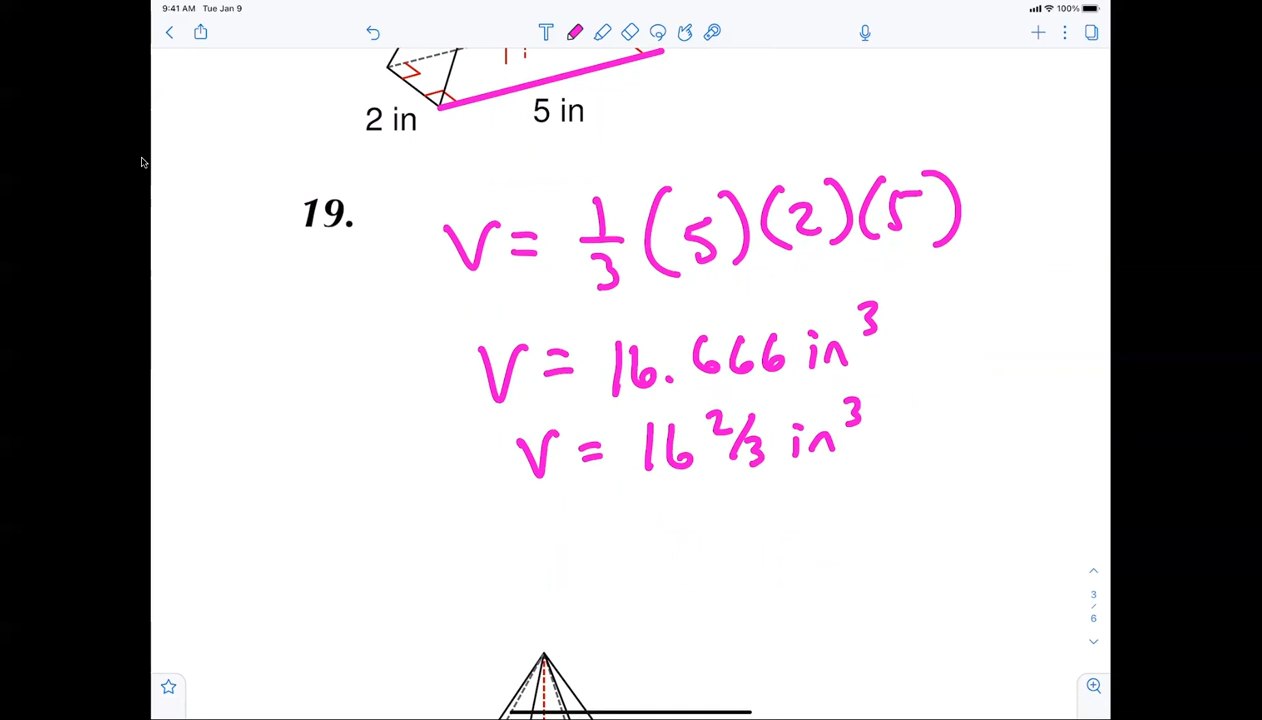 9:41 AM Tue Jan 9
100%
T
2 in
5 in
19.
V = 1/3 (5)(2)(5)
V = 16.666 in³
V = 16 2/3 in³
3
/
6